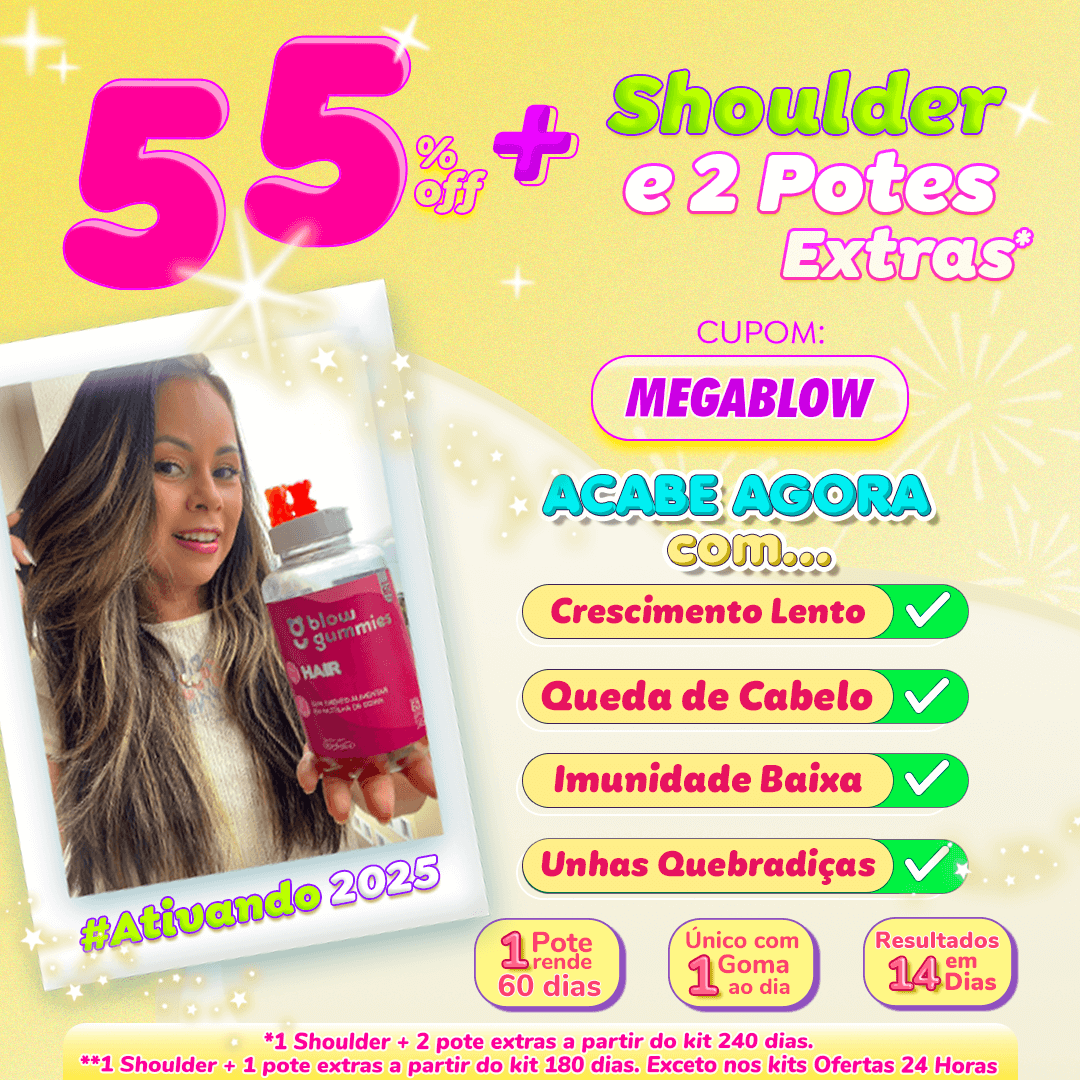 55
% off
+
Shoulder
e 2 Potes
Extras*
CUPOM:
MEGABLOW
ACABE AGORA
com...
Crescimento Lento
Queda de Cabelo
Imunidade Baixa
Unhas Quebradiças
blow
gummies
HAIR
#Ativando 2025
1 Pote
rende
60 dias
Único com
1 Goma
ao dia
Resultados
em
14 Dias
*1 Shoulder + 2 pote extras a partir do kit 240 dias.
**1 Shoulder + 1 pote extras a partir do kit 180 dias. Exceto nos kits Ofertas 24 Horas